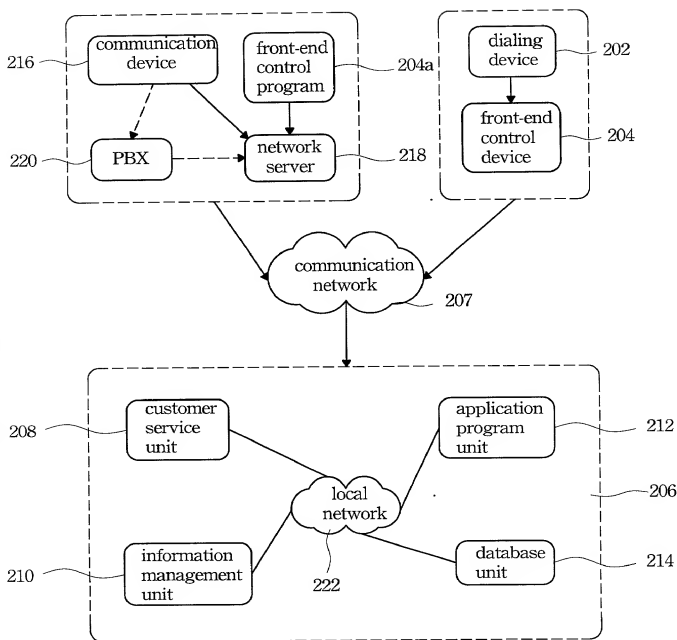 communication
device
216
front-end
control
program
204a
dialing
device
202
PBX
220
network
server
218
front-end
control
device
204
communication
network
207
customer
service
unit
208
application
program
unit
212
local
network
222
206
information
management
unit
210
database
unit
214